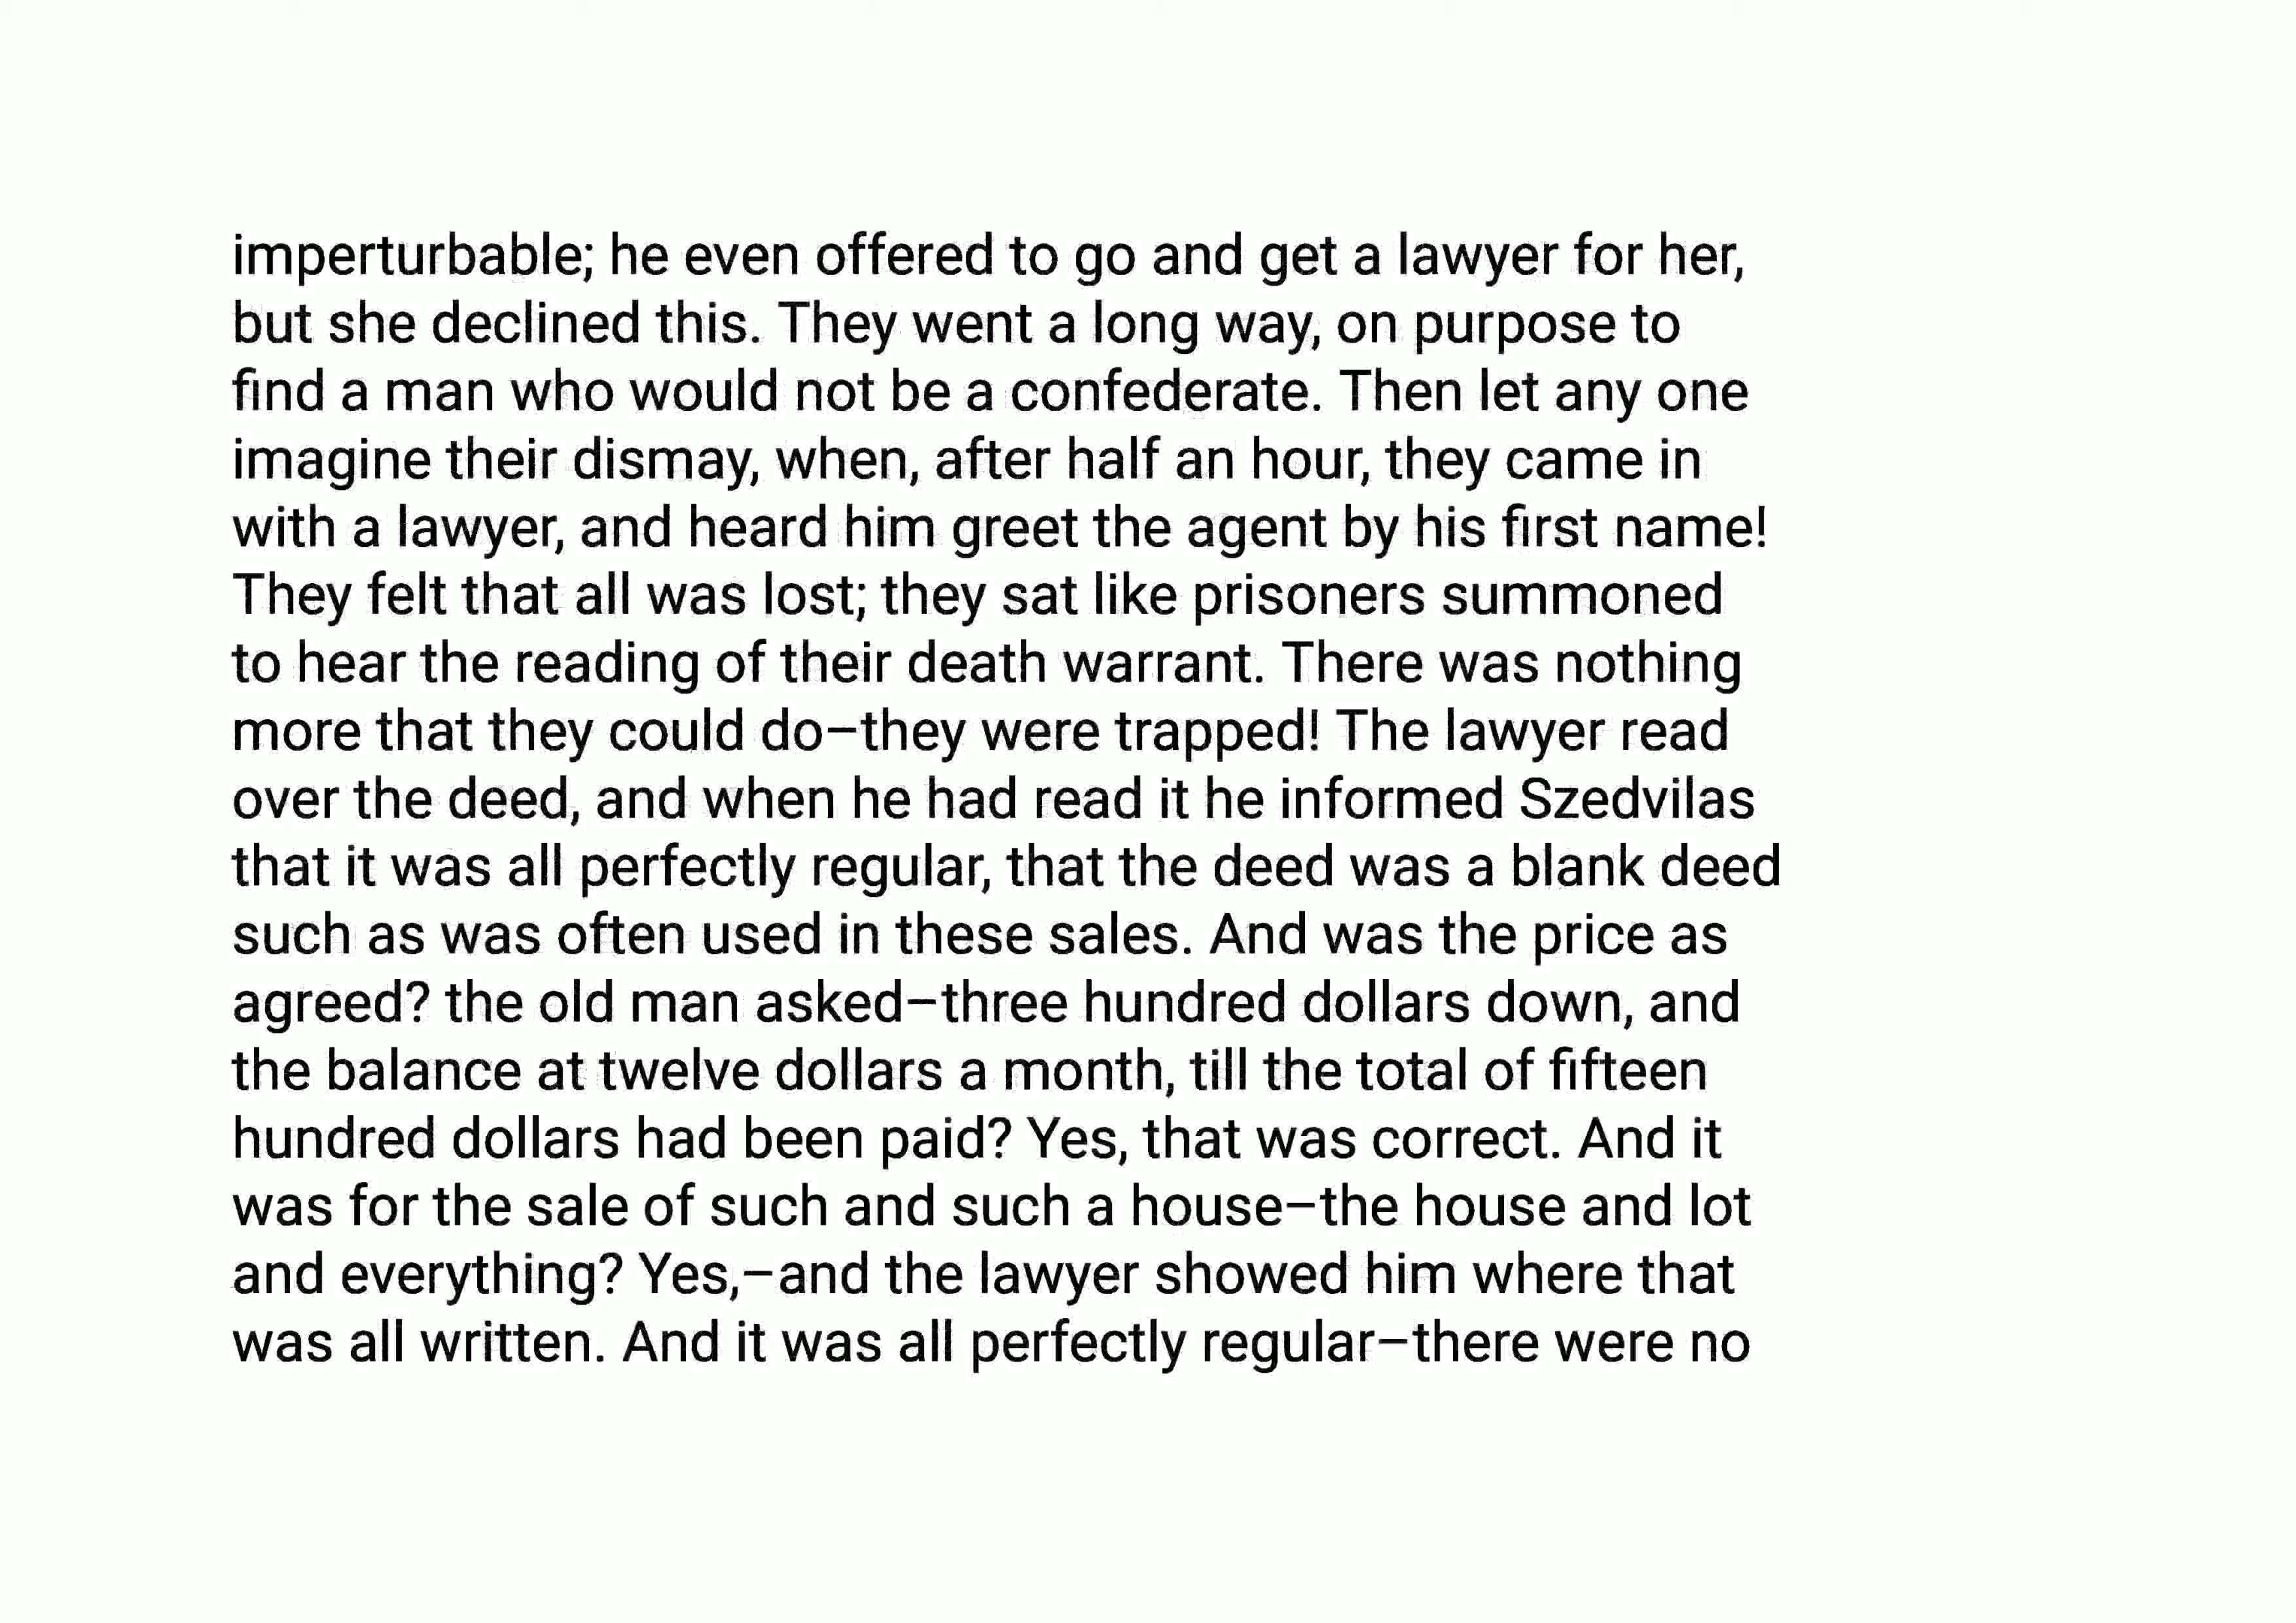 imperturbable; he even offered to go and get a lawyer for her,
but she declined this. They went a long way, on purpose to
find a man who would not be a confederate. Then let any one
imagine their dismay, when, after half an hour, they came in
with a lawyer, and heard him greet the agent by his first name!
They felt that all was lost; they sat like prisoners summoned
to hear the reading of their death warrant. There was nothing
more that they could do–they were trapped! The lawyer read
over the deed, and when he had read it he informed Szedvilas
that it was all perfectly regular, that the deed was a blank deed
such as was often used in these sales. And was the price as
agreed? the old man asked–three hundred dollars down, and
the balance at twelve dollars a month, till the total of fifteen
hundred dollars had been paid? Yes, that was correct. And it
was for the sale of such and such a house–the house and lot
and everything? Yes,–and the lawyer showed him where that
was all written. And it was all perfectly regular–there were no